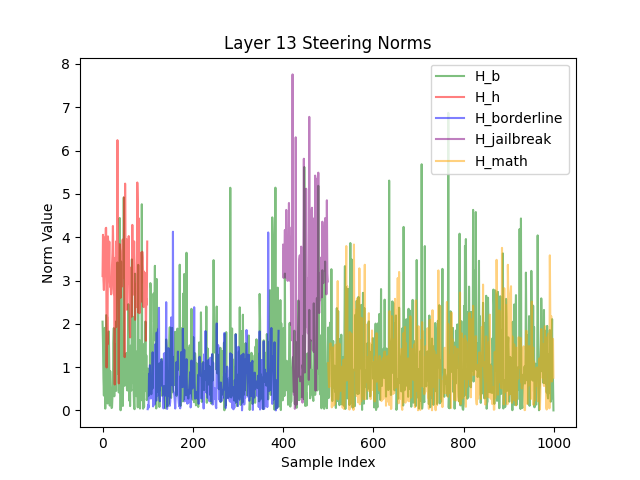 Layer 13 Steering Norms
8
7
6
5
4
3
2
1
0
Norm Value
H_b
H_h
H_borderline
H_jailbreak
H_math
0
200
400
600
800
1000
Sample Index